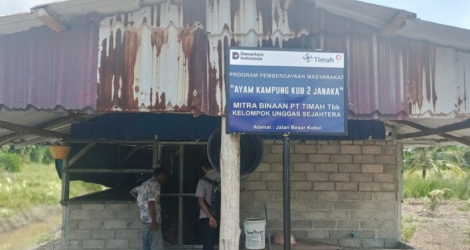 Danantara
Indonesia
Timah
PROGRAM PEMBERDAYAAN MASYARAKAT
"AYAM KAMPUNG KUB 2 JANAKA"
MITRA BINAAN PT TIMAH Tbk
KELOMPOK UNGGAS SEJAHTERA
Alamat : Jalan Besar Kobel